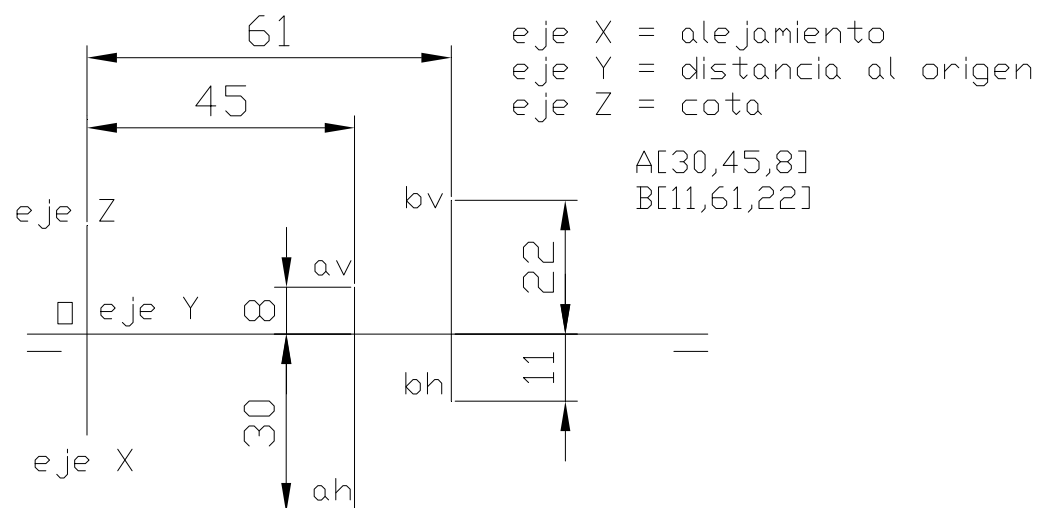 61
eje X = alejamiento
eje Y = distancia al origen
45
eje Z = cota
A[30,45,8]
B[11,61,22]
bv
eje Z
av
22
O eje Y
8
bh
11
30
eje X
ah